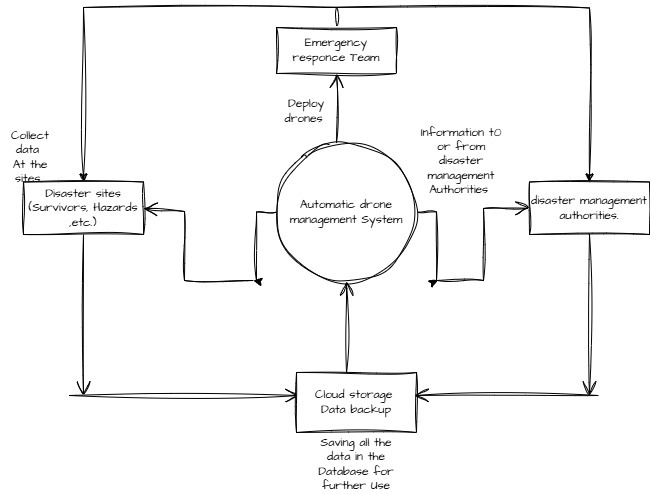 Emergency
responce Team
Deploy
drones
Collect
data
At the
sites
Information to
or from
disaster
management
Authorities
Disaster sites
(Survivors, Hazards
,etc.)
Automatic drone
management System
disaster management
authorities.
Cloud storage
Data backup
Saving all the
data in the
Database for
further Use